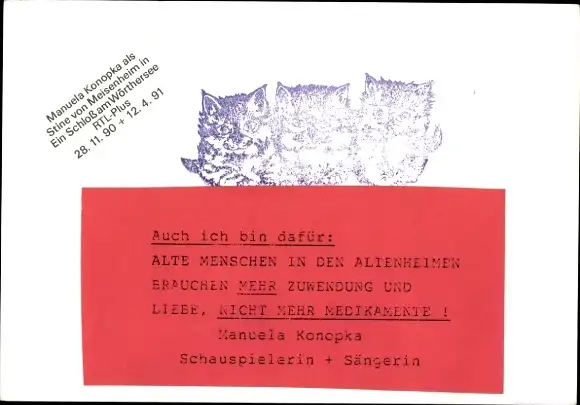 Manuela Konopka als
Stine von Meisenheim in
Ein Schloß am Wörthersee
RTL-Plus
28. 11. 90 + 12. 4. 91
Auch ich bin dafür:
ALTE MENSCHEN IN DEN ALTENHEIMEN
BRAUCHEN MEHR ZUWENDUNG UND
LIEBE, NICHT MEHR MEDIKAMENTE !
Manuela Konopka
Schauspielerin + Sängerin